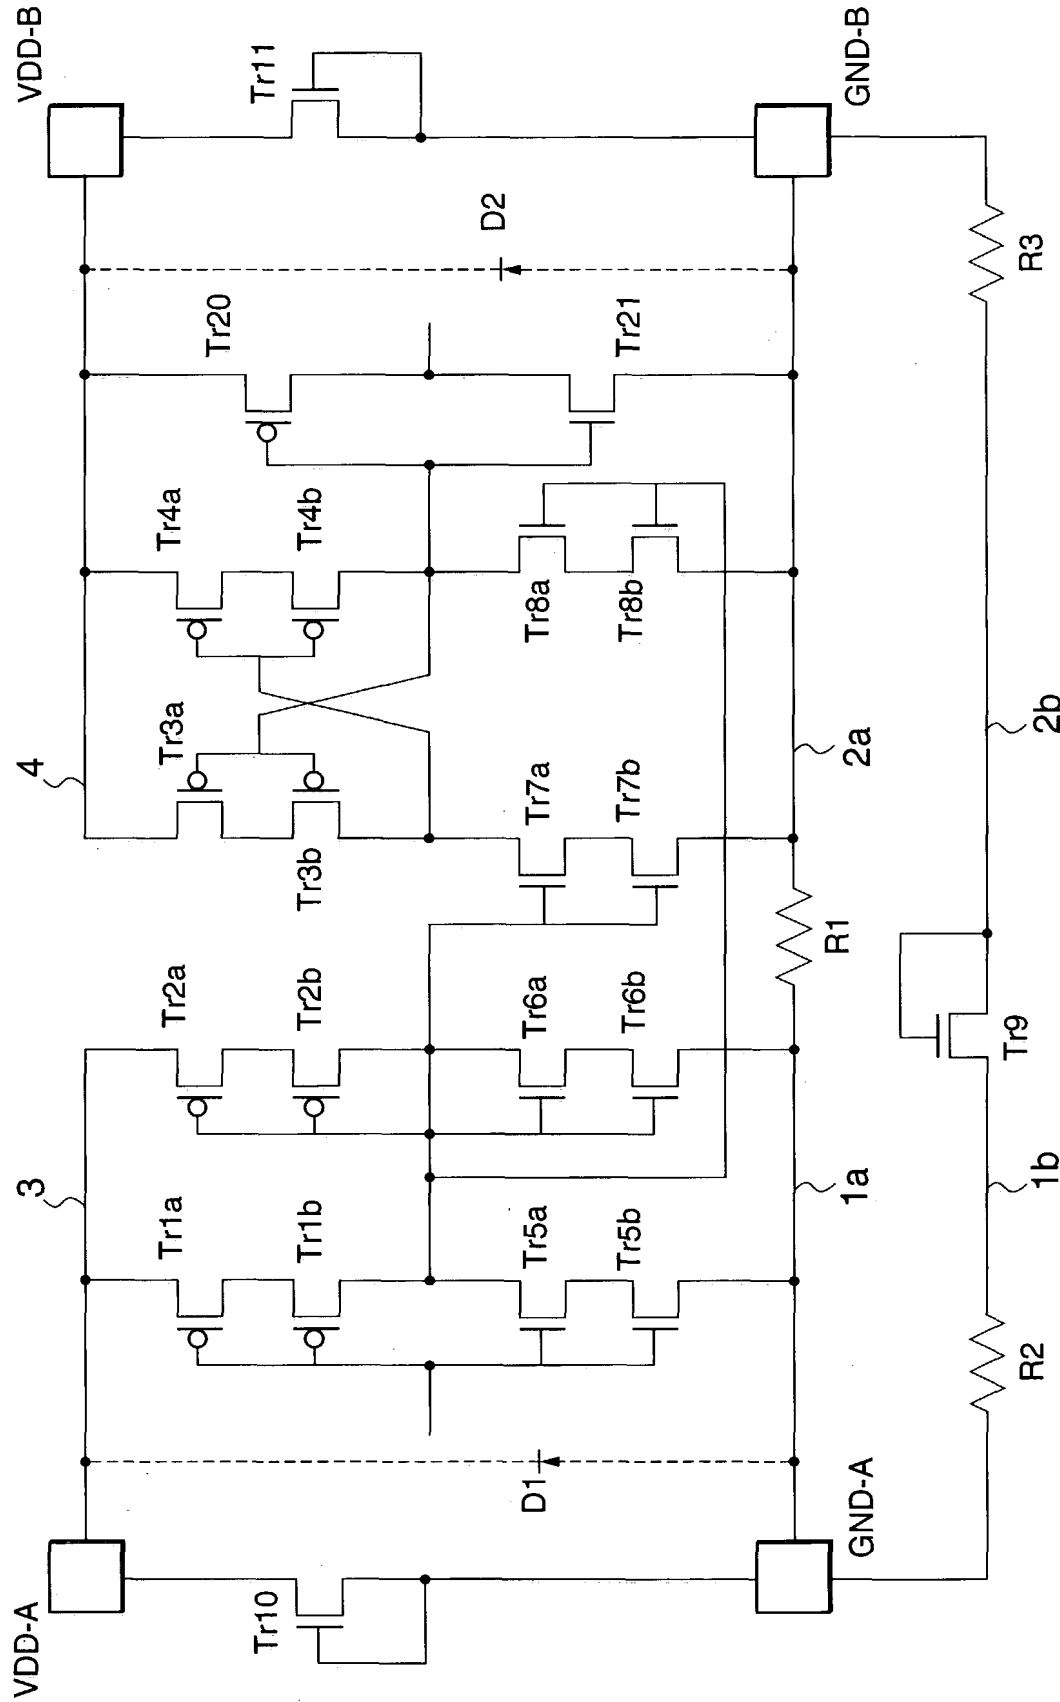 VDD-A
VDD-B
3
4
Tr10
Tr11
Tr1a
Tr1b
Tr2a
Tr2b
Tr3a
Tr3b
Tr4a
Tr4b
Tr20
D1
D2
Tr5a
Tr5b
Tr6a
Tr6b
Tr7a
Tr7b
Tr8a
Tr8b
Tr21
GND-A
1a
R1
2a
GND-B
R2
1b
Tr9
2b
R3